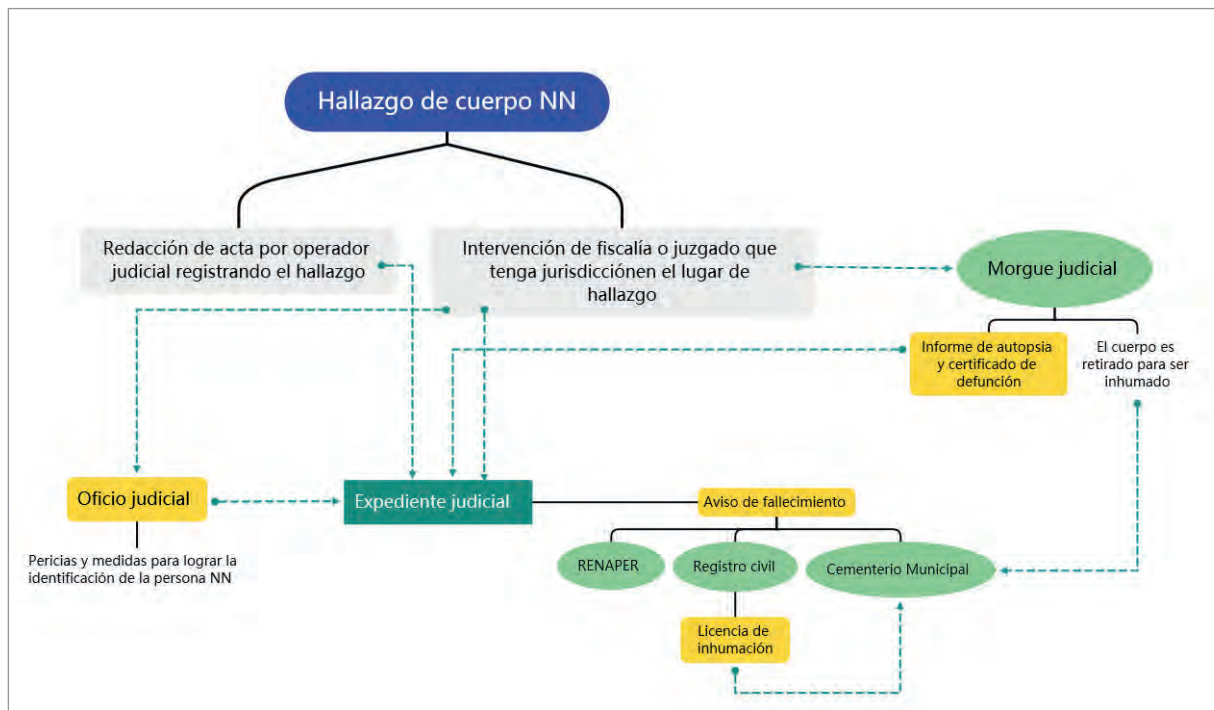 Hallazgo de cuerpo NN
Redacción de acta por operador
judicial registrando el hallazgo
Intervención de fiscalía o juzgado que
tenga jurisdicciónen el lugar de
hallazgo
Morgue judicial
Informe de autopsia
y certificado de
defunción
El cuerpo es
retirado para ser
inhumado
Oficio judicial
Expediente judicial
Aviso de fallecimiento
Pericias y medidas para lograr la
identificación de la persona NN
RENAPER
Registro civil
Cementerio Municipal
Licencia de
inhumación